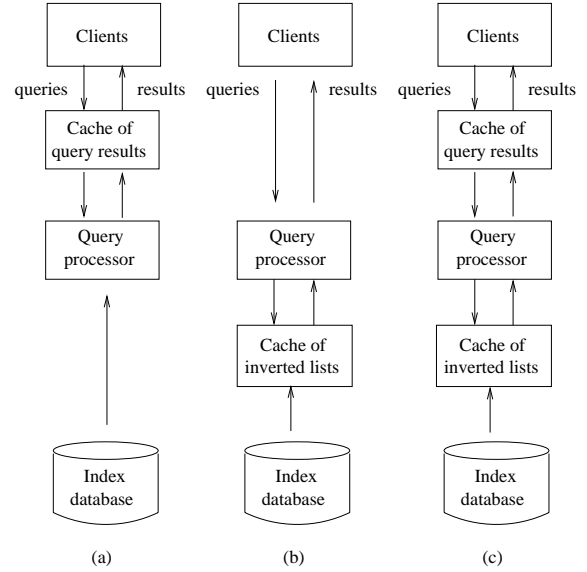 Clients
queries results
Cache of
query results
Query
processor
Index
database
(a)
Clients
queries results
Query
processor
Cache of
inverted lists
Index
database
(b)
Clients
queries results
Cache of
query results
Query
processor
Cache of
inverted lists
Index
database
(c)